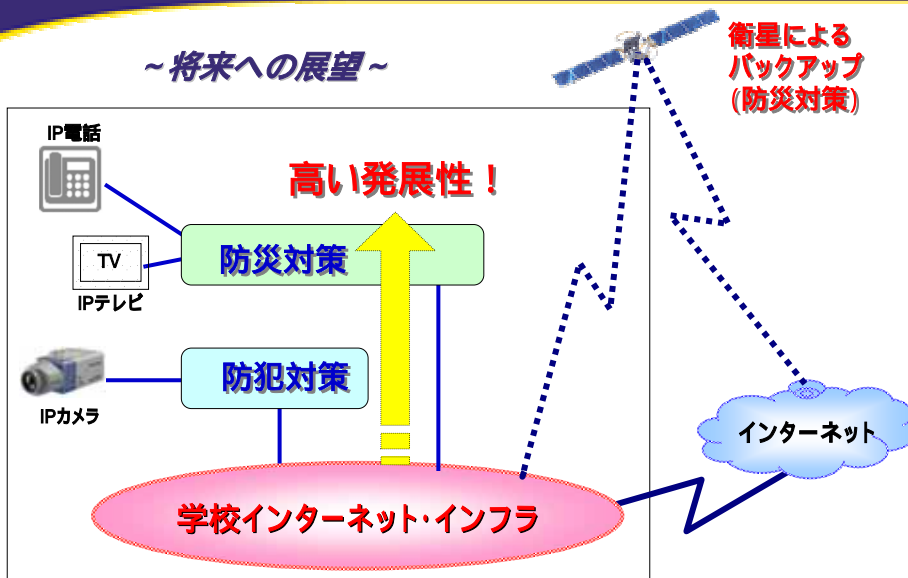 ~将来への展望~
衛星による
バックアップ
(防災対策)
IP電話
高い発展性!
防災対策
TV
IPテレビ
防犯対策
IPカメラ
インターネット
学校インターネット・インフラ